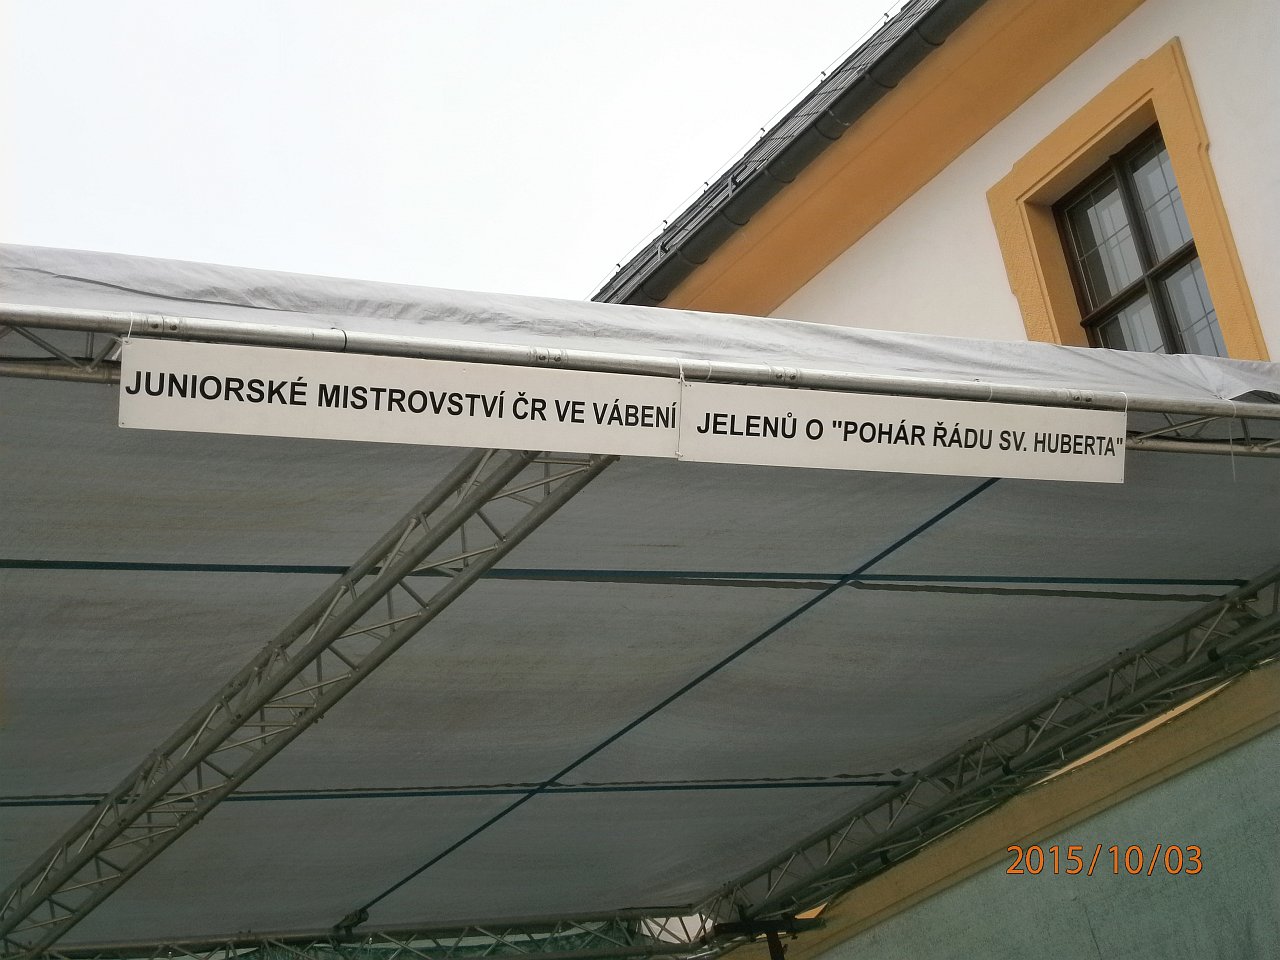 JUNIORSKÉ MISTROVSTVÍ ČR VE VÁBENÍ JELENŮ O "POHÁR ŘÁDU SV. HUBERTA"
2015/10/03